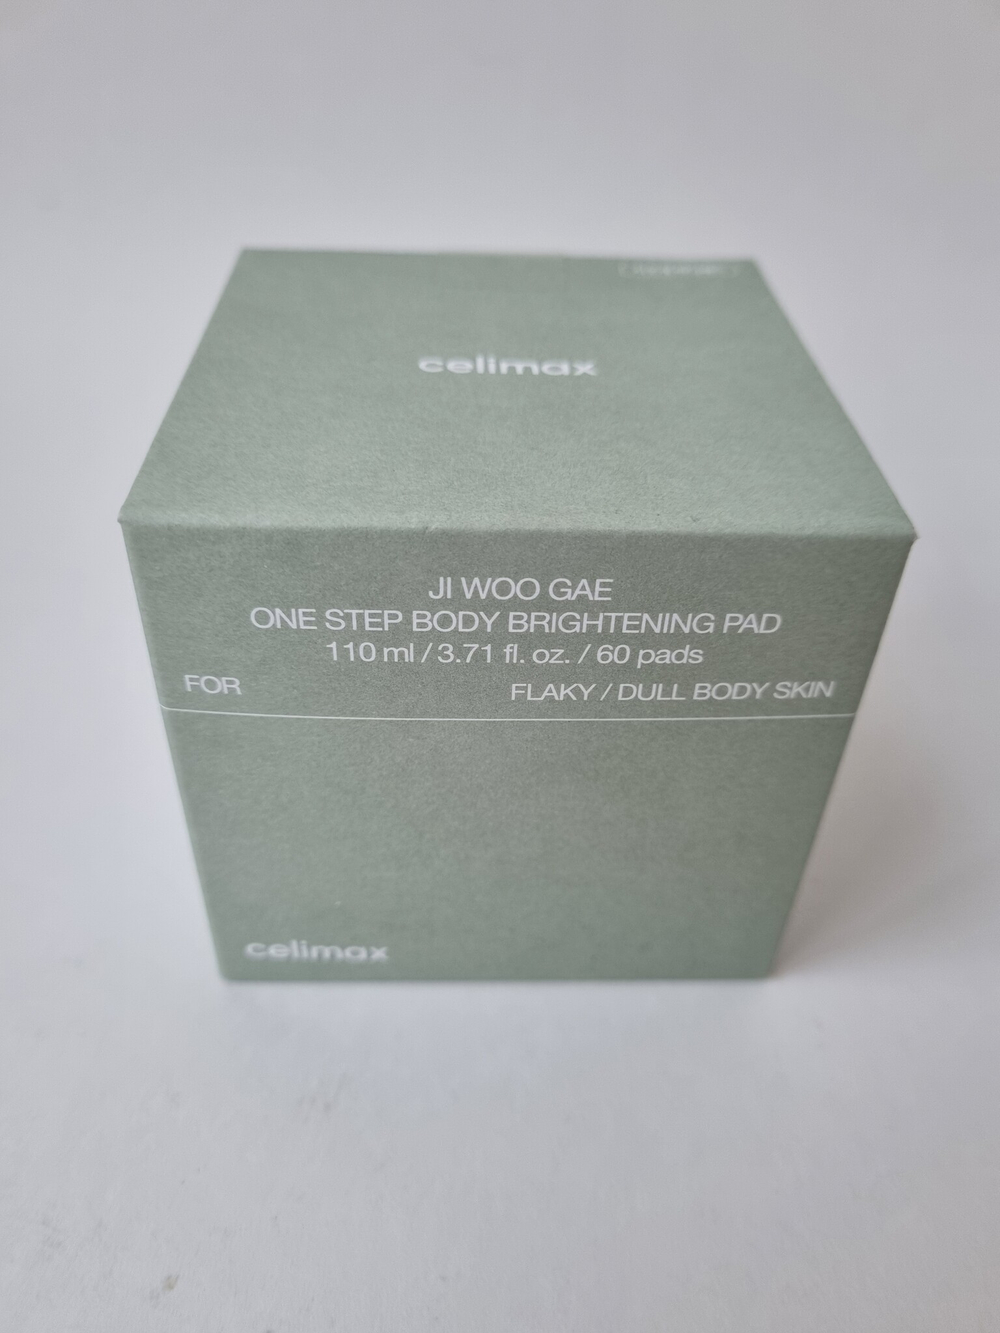 celimax
JI WOO GAE
ONE STEP BODY BRIGHTENING PAD
110 ml / 3.71 fl. oz. / 60 pads
FOR FLAKY / DULL BODY SKIN
celimax